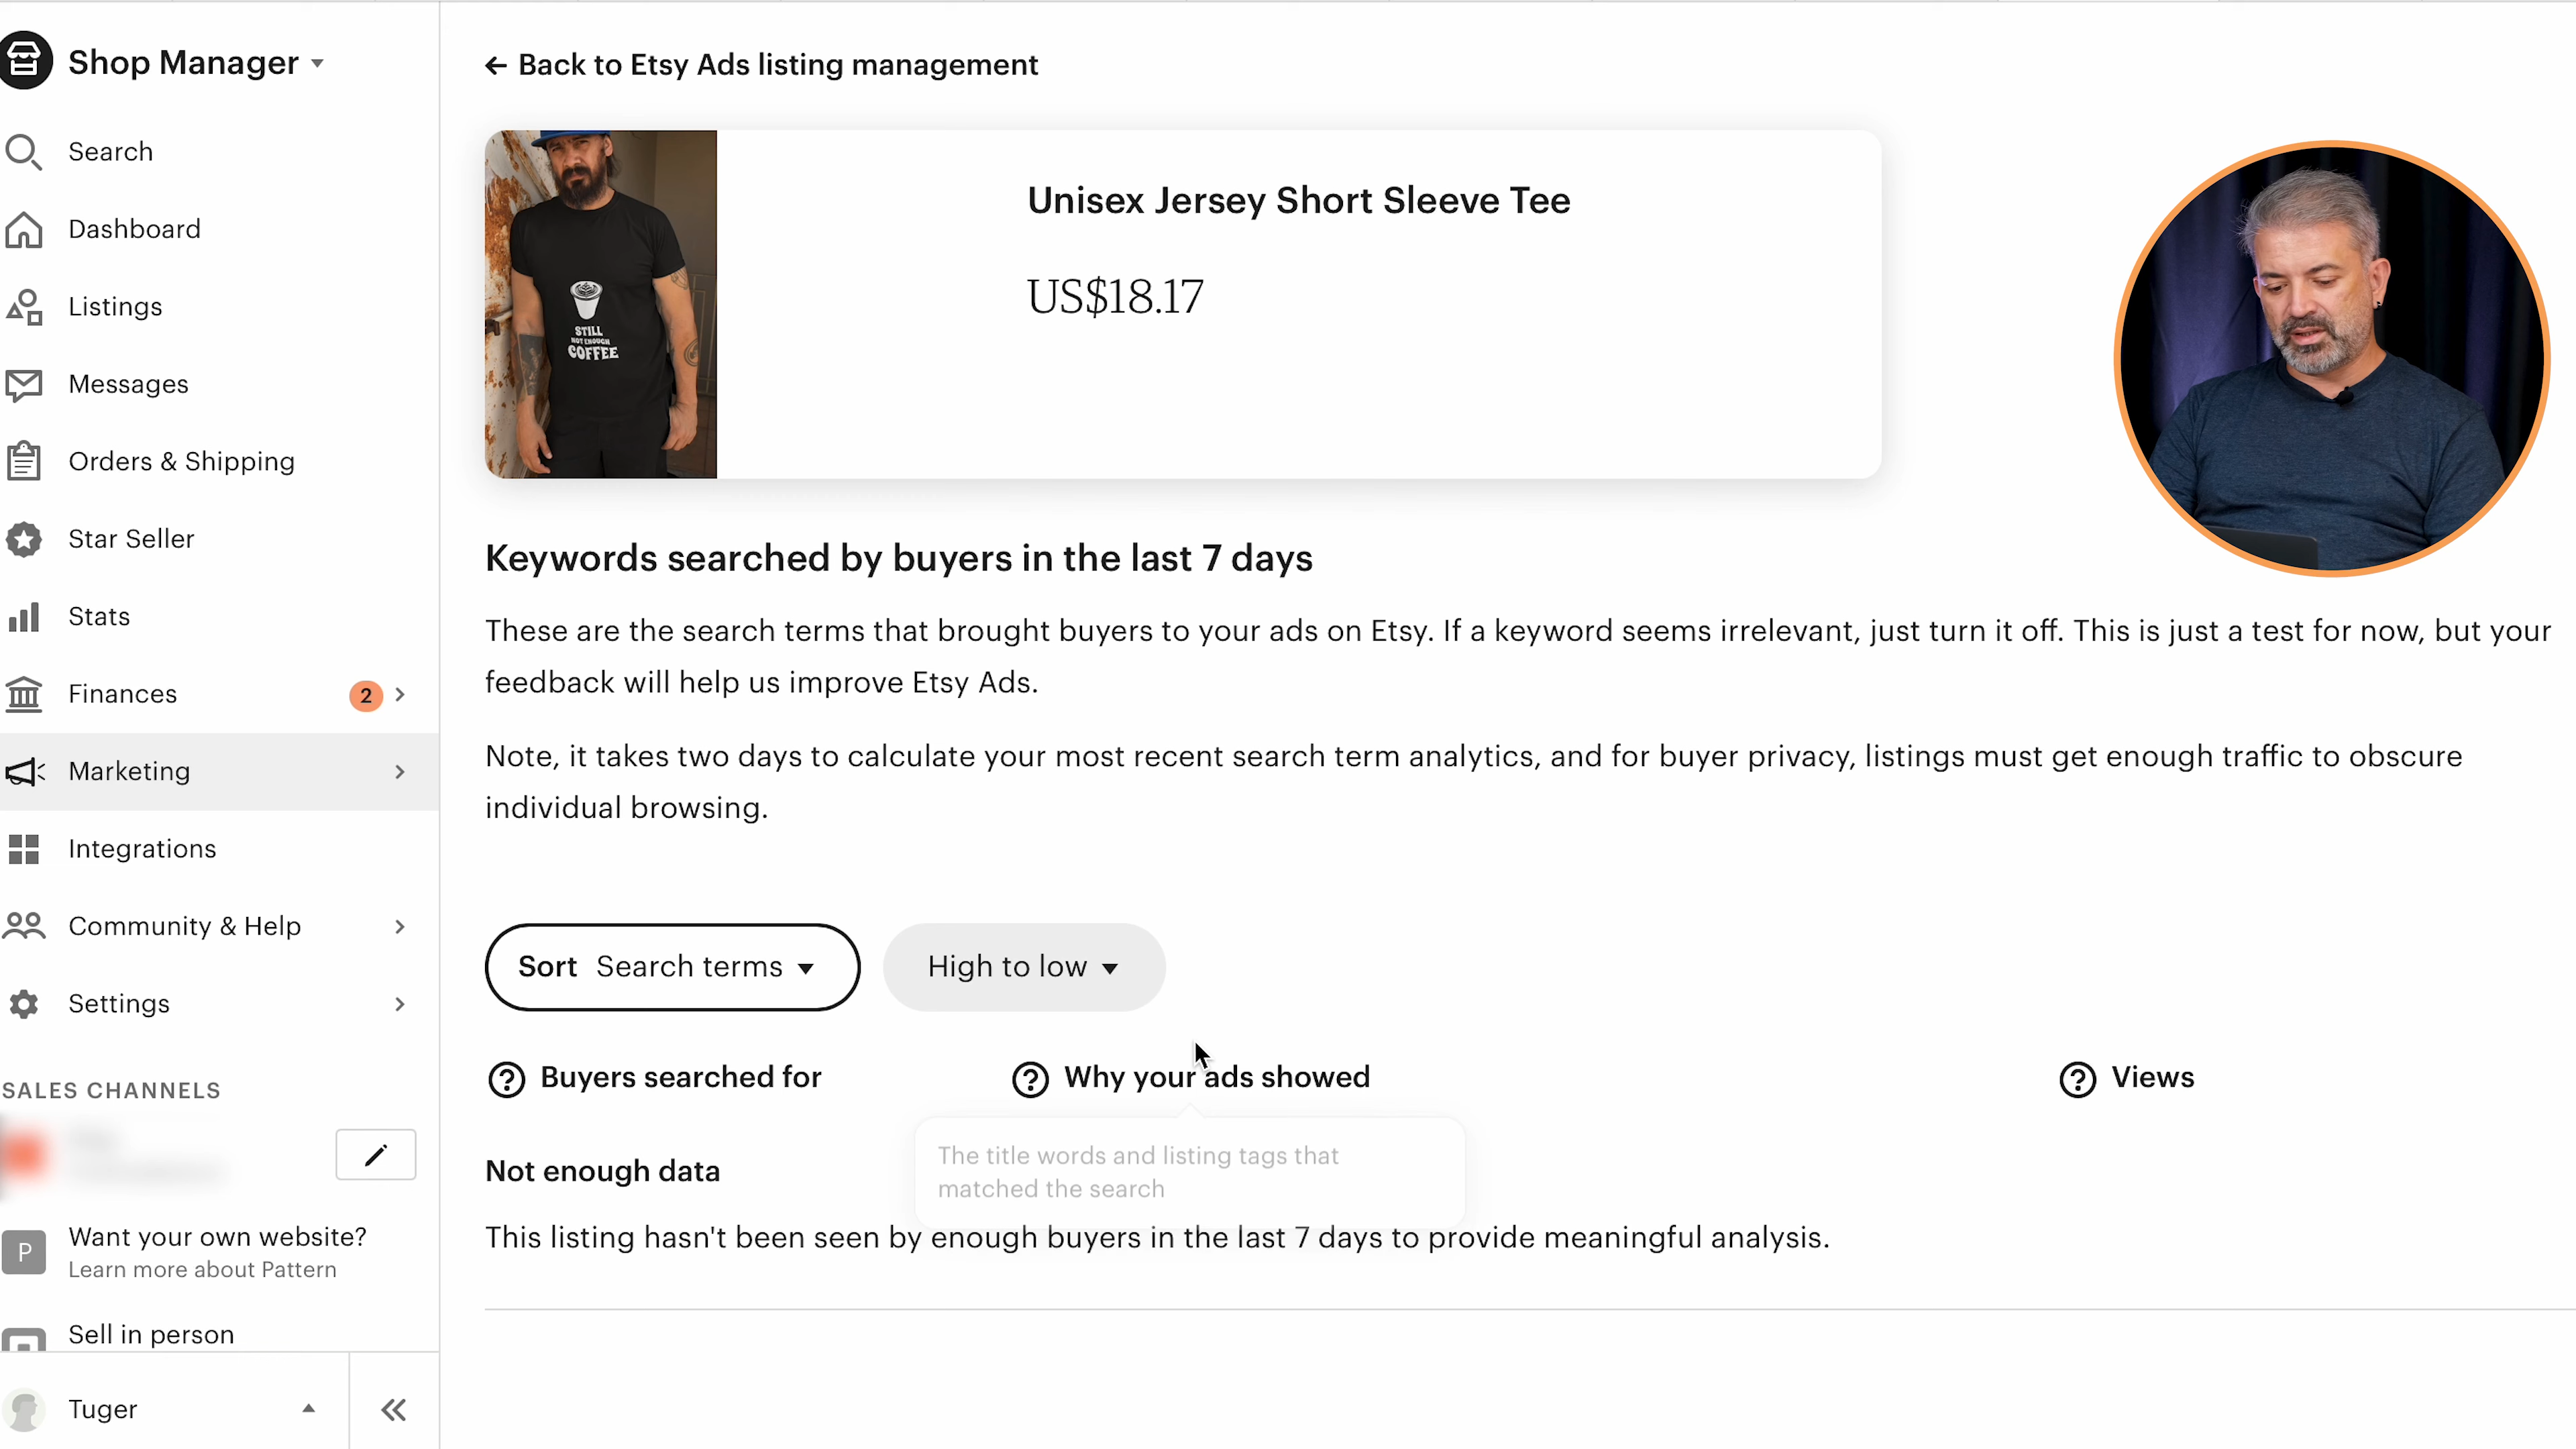 Shop Manager
Search
Dashboard
Listings
Messages
Orders & Shipping
Star Seller
Stats
Finances 2
Marketing
Integrations
Community & Help
Settings
SALES CHANNELS
P
Want your own website?
Learn more about Pattern
Sell in person
Tuger
Back to Etsy Ads listing management
STILL
NOT ENOUGH
COFFEE
Unisex Jersey Short Sleeve Tee
US$18.17
Keywords searched by buyers in the last 7 days
These are the search terms that brought buyers to your ads on Etsy. If a keyword seems irrelevant, just turn it off. This is just a test for now, but your
feedback will help us improve Etsy Ads.
Note, it takes two days to calculate your most recent search term analytics, and for buyer privacy, listings must get enough traffic to obscure
individual browsing.
Sort Search terms High to low
? Buyers searched for ? Why your ads showed ? Views
The title words and listing tags that
matched the search
Not enough data
This listing hasn't been seen by enough buyers in the last 7 days to provide meaningful analysis.